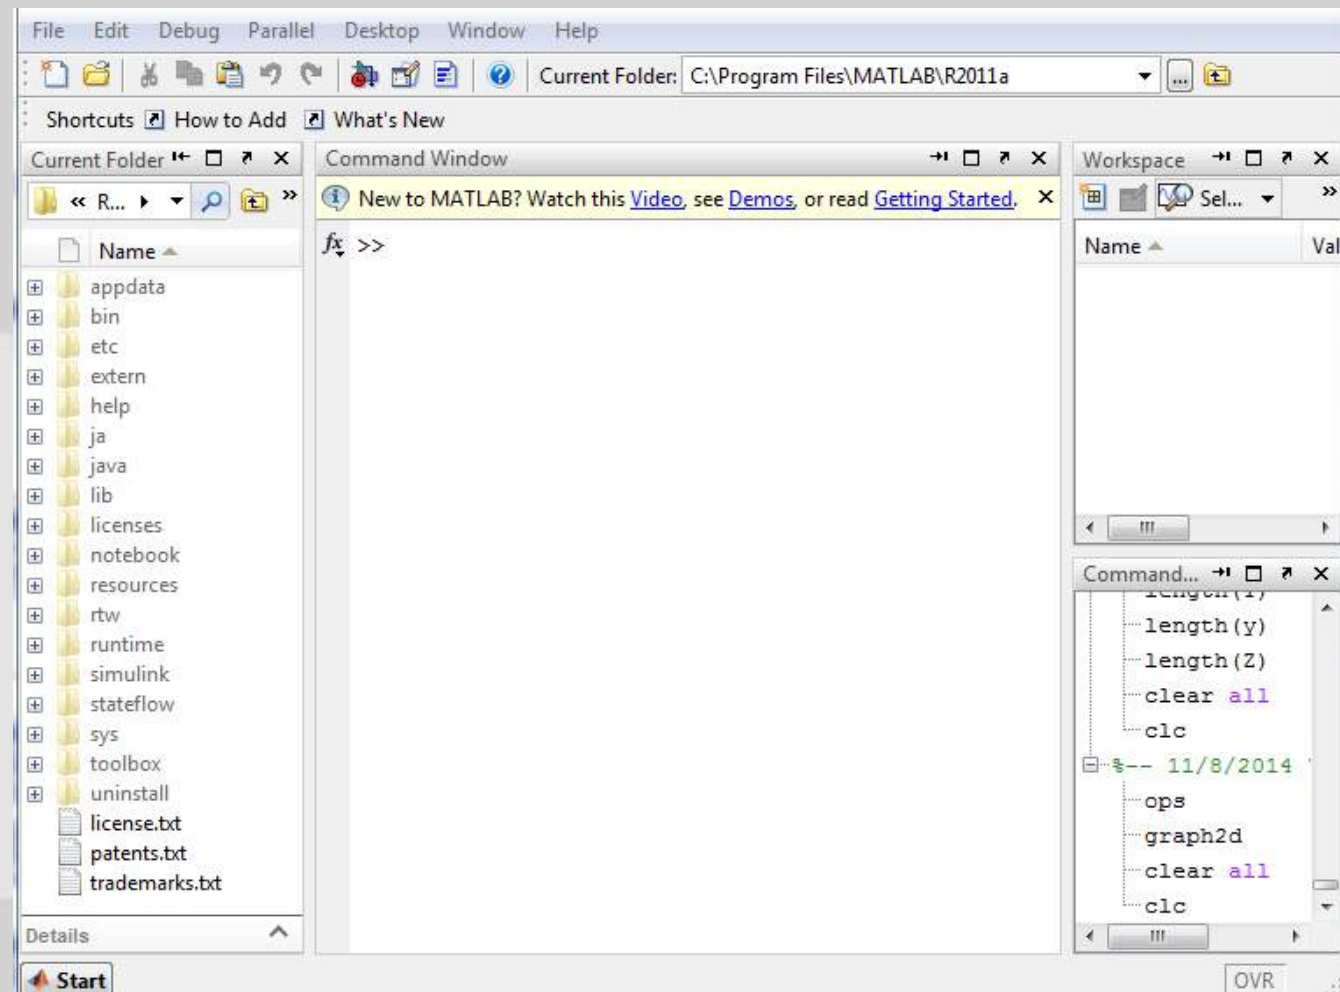 File Edit Debug Parallel Desktop Window Help
Current Folder: C:\Program Files\MATLAB\R2011a
Shortcuts How to Add What's New
Current Folder
« R...
Name
appdata
bin
etc
extern
help
ja
java
lib
licenses
notebook
resources
rtw
runtime
simulink
stateflow
sys
toolbox
uninstall
license.txt
patents.txt
trademarks.txt
Details
Command Window
New to MATLAB? Watch this Video, see Demos, or read Getting Started.
fx >>
Workspace
Sel...
Name Val
Command...
length(y)
length(Z)
clear all
clc
%-- 11/8/2014
ops
graph2d
clear all
clc
Start
OVR